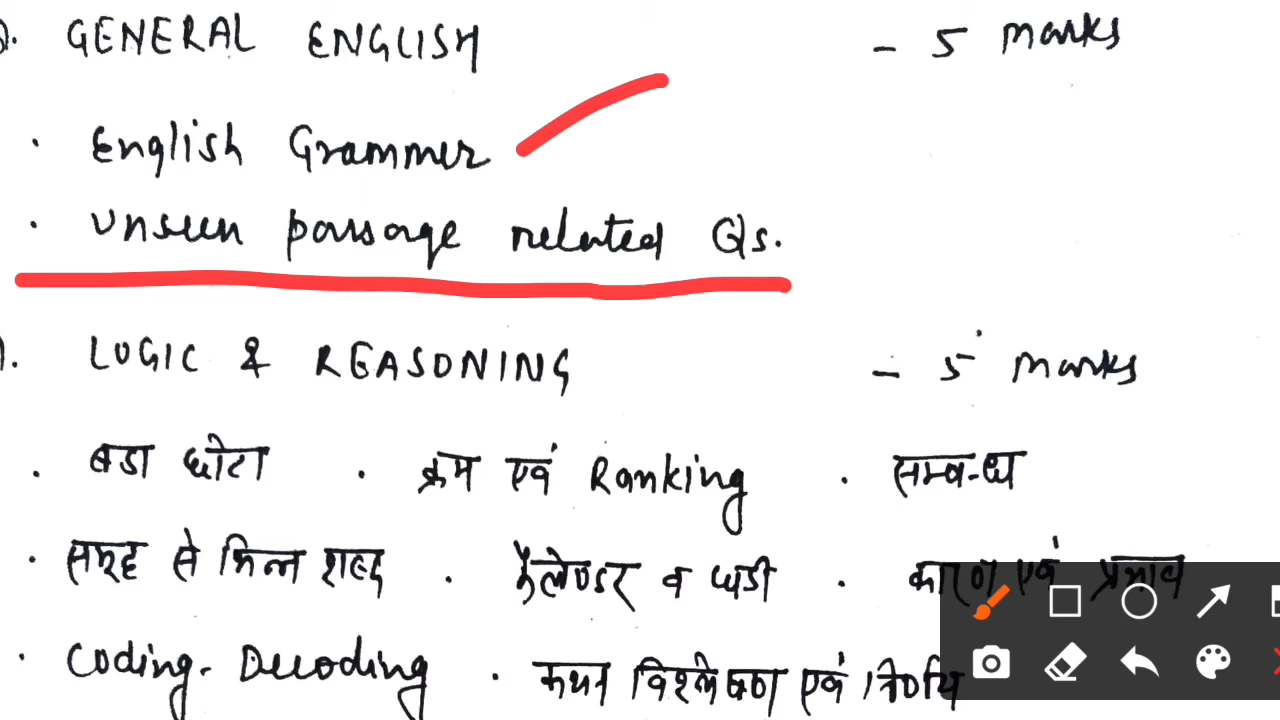 GENERAL ENGLISH - 5 marks
· English Grammer
· Unseen passage related Qs.
LOGIC & REASONING - 5 marks
· बडा छोटा · क्रम एवं Ranking · सम्बन्ध
· समूह से भिन्न शब्द · कैलेण्डर व घडी · कारण एवं प्रभाव
· Coding-Decoding · कथन विश्लेषण एवं